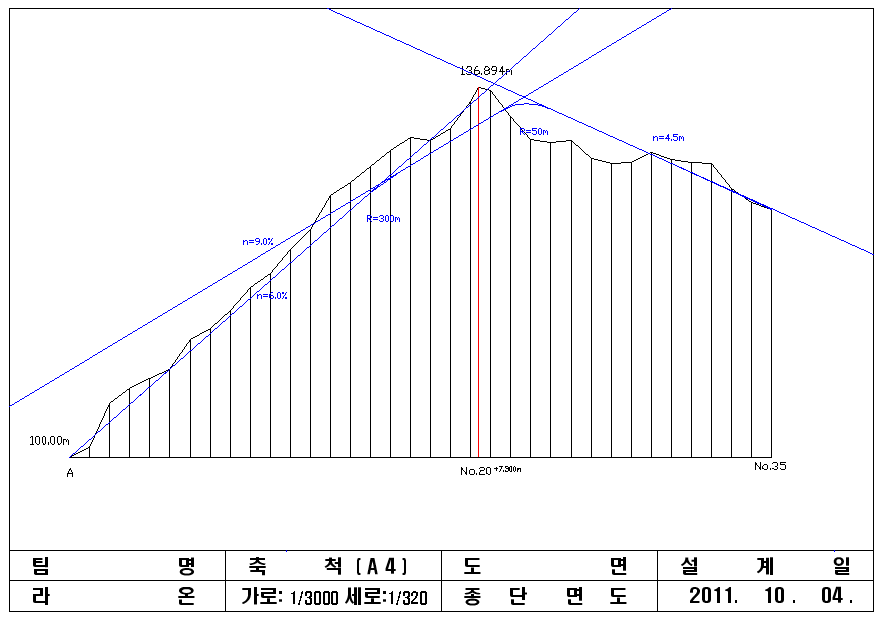 136.894m
R=50m
n=4.5m
R=300m
n=9.0%
n=6.0%
100.00m
A
No.20+7.900m
No.35
팀 명 축 척 (A4) 도 면 설 계 일
라 온 가로: 1/3000 세로:1/320 종 단 면 도 2011. 10. 04.